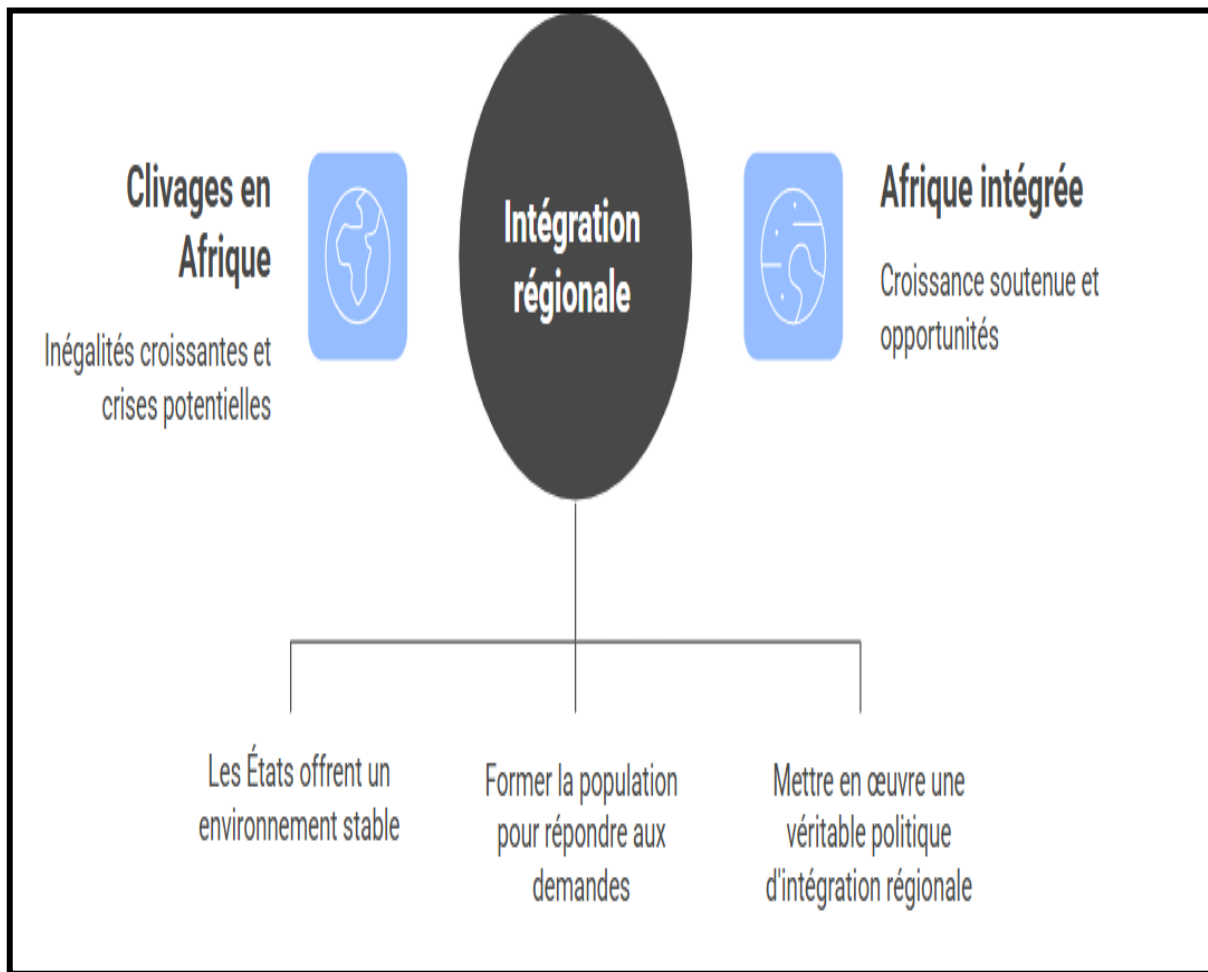 Clivages en
Afrique
Inégalités croissantes et
crises potentielles
Intégration
régionale
Afrique intégrée
Croissance soutenue et
opportunités
Les États offrent un
environnement stable
Former la population
pour répondre aux
demandes
Mettre en œuvre une
véritable politique
d'intégration régionale